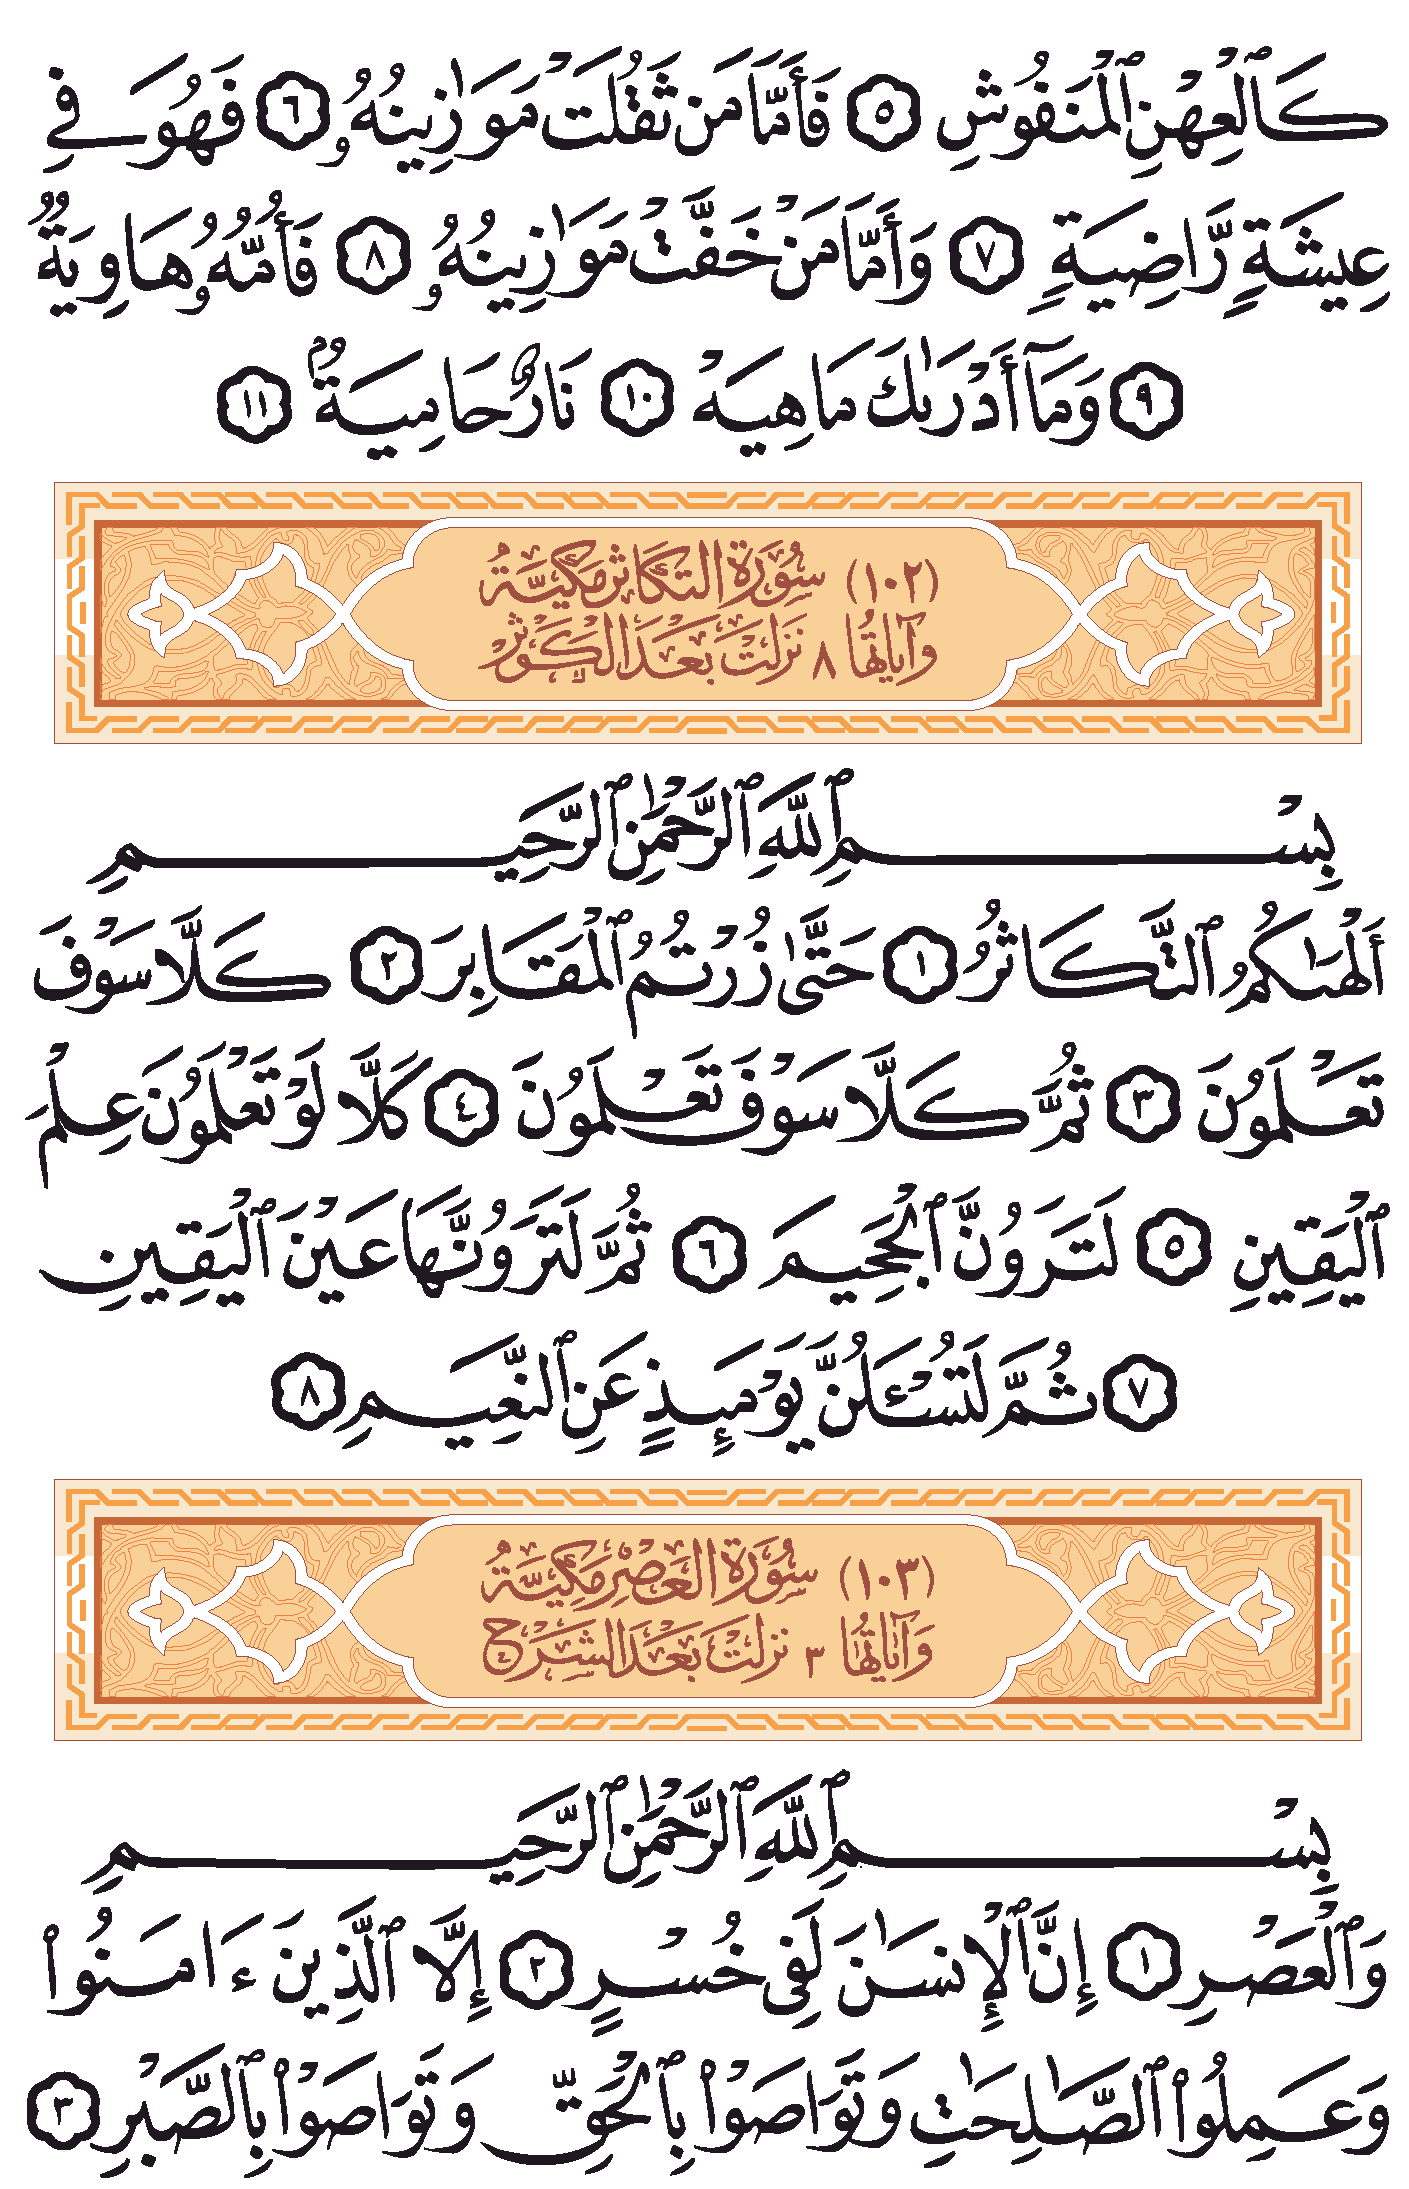 كَٱلْعِهْنِ ٱلْمَنفُوشِ ٥ فَأَمَّا مَن ثَقُلَتْ مَوَٰزِينُهُۥ ٦ فَهُوَ فِي
عِيشَةٍ رَّاضِيَةٍ ٧ وَأَمَّا مَنْ خَفَّتْ مَوَٰزِينُهُۥ ٨ فَأُمُّهُۥ هَاوِيَةٌ
٩ وَمَآ أَدْرَىٰكَ مَا هِيَهْ ١٠ نَارٌ حَامِيَةٌۢ ١١
(١٠٢) سُورَةُ التَّكَاثُرِ مَكِّيَّةٌ
وَآيَاتُهَا ٨ نَزَلَتْ بَعْدَ الْكَوْثَرِ
بِسْمِ ٱللَّهِ ٱلرَّحْمَٰنِ ٱلرَّحِيمِ
أَلْهَىٰكُمُ ٱلتَّكَاثُرُ ١ حَتَّىٰ زُرْتُمُ ٱلْمَقَابِرَ ٢ كَلَّا سَوْفَ
تَعْلَمُونَ ٣ ثُمَّ كَلَّا سَوْفَ تَعْلَمُونَ ٤ كَلَّا لَوْ تَعْلَمُونَ عِلْمَ
ٱلْيَقِينِ ٥ لَتَرَوُنَّ ٱلْجَحِيمَ ٦ ثُمَّ لَتَرَوُنَّهَا عَيْنَ ٱلْيَقِينِ
٧ ثُمَّ لَتُسْـَٔلُنَّ يَوْمَئِذٍ عَنِ ٱلنَّعِيمِ ٨
(١٠٣) سُورَةُ الْعَصْرِ مَكِّيَّةٌ
وَآيَاتُهَا ٣ نَزَلَتْ بَعْدَ الشَّرْحِ
بِسْمِ ٱللَّهِ ٱلرَّحْمَٰنِ ٱلرَّحِيمِ
وَٱلْعَصْرِ ١ إِنَّ ٱلْإِنسَٰنَ لَفِى خُسْرٍ ٢ إِلَّا ٱلَّذِينَ ءَامَنُوا۟
وَعَمِلُوا۟ ٱلصَّٰلِحَٰتِ وَتَوَاصَوْا۟ بِٱلْحَقِّ وَتَوَاصَوْا۟ بِٱلصَّبْرِ ٣